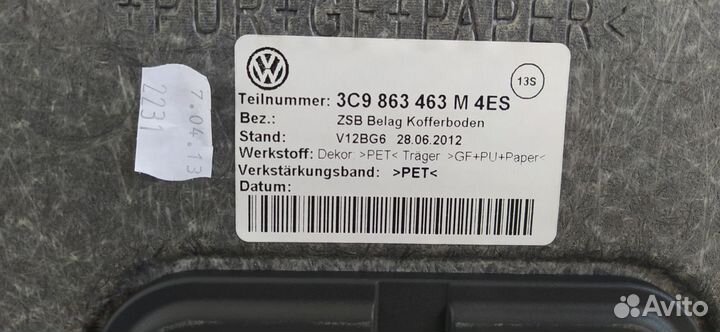 +PUR+GF+PAPER<
7.04.13
2231
13S
Teilnummer: 3C9 863 463 M 4ES
Bez.: ZSB Belag Kofferboden
Stand: V12BG6 28.06.2012
Werkstoff: Dekor: >PET< Träger >GF+PU+Paper<
Verkstärkungsband: >PET<
Datum:
Avito